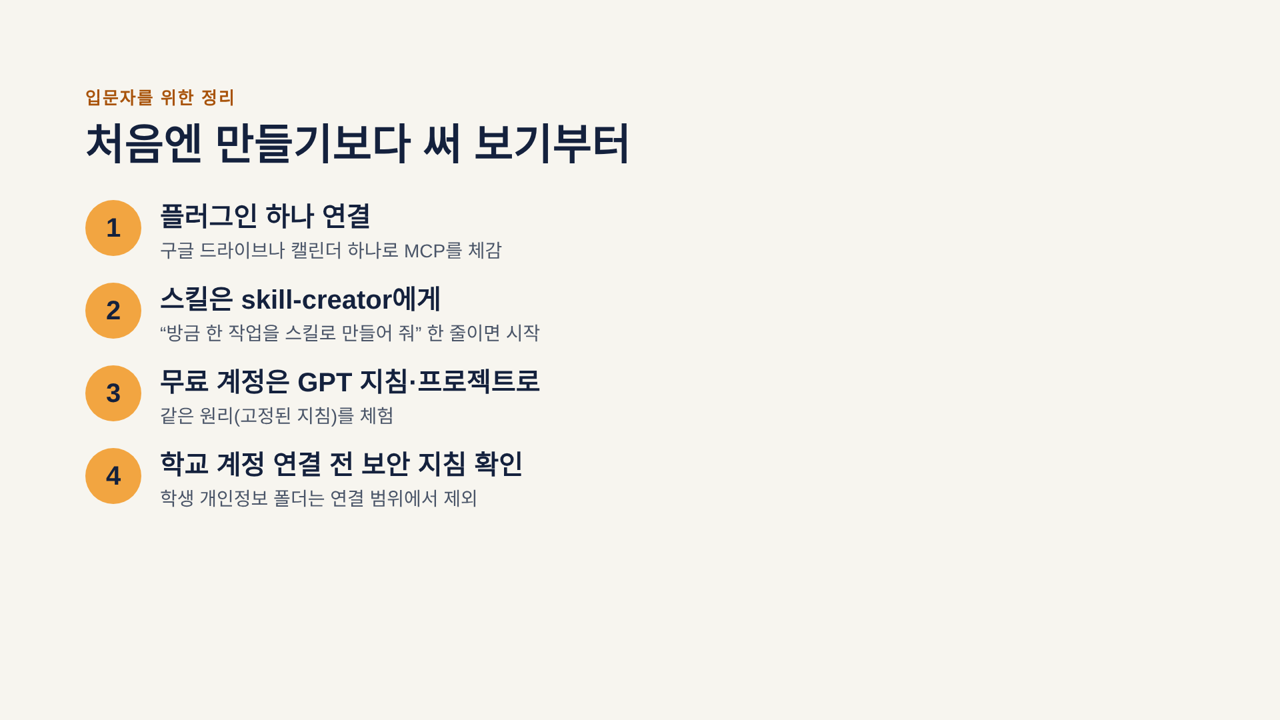 입문자를 위한 정리
처음엔 만들기보다 써 보기부터
1
플러그인 하나 연결
구글 드라이브나 캘린더 하나로 MCP를 체감
2
스킬은 skill-creator에게
“방금 한 작업을 스킬로 만들어 줘” 한 줄이면 시작
3
무료 계정은 GPT 지침·프로젝트로
같은 원리(고정된 지침)를 체험
4
학교 계정 연결 전 보안 지침 확인
학생 개인정보 폴더는 연결 범위에서 제외